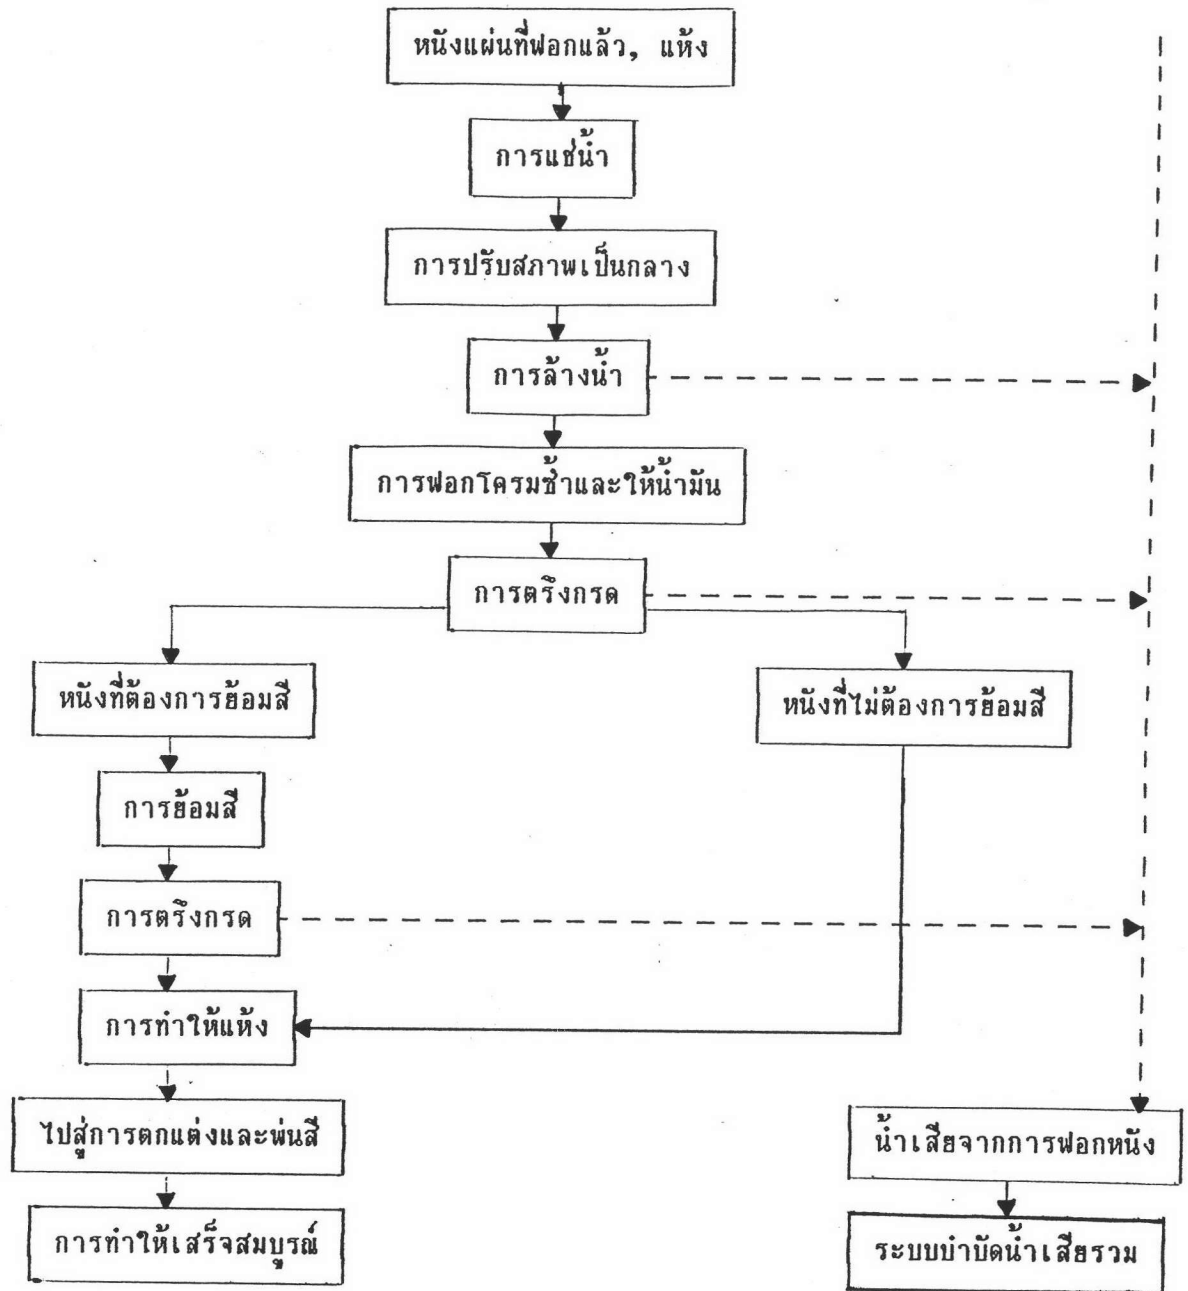 หนังแผ่นที่ฟอกแล้ว, แห้ง
การแช่น้ำ
การปรับสภาพเป็นกลาง
การล้างน้ำ
การฟอกโครมซ้ำและให้น้ำมัน
การตรึงกรด
หนังที่ต้องการย้อมสี
หนังที่ไม่ต้องการย้อมสี
การย้อมสี
การตรึงกรด
การทำให้แห้ง
ไปสู่การตกแต่งและพ่นสี
น้ำเสียจากการฟอกหนัง
การทำให้เสร็จสมบูรณ์
ระบบบำบัดน้ำเสียรวม